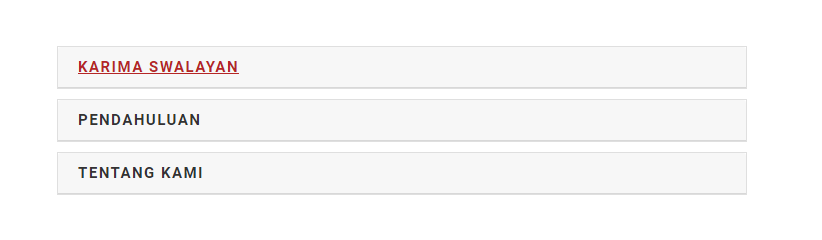 KARIMA SWALAYAN
PENDAHULUAN
TENTANG KAMI